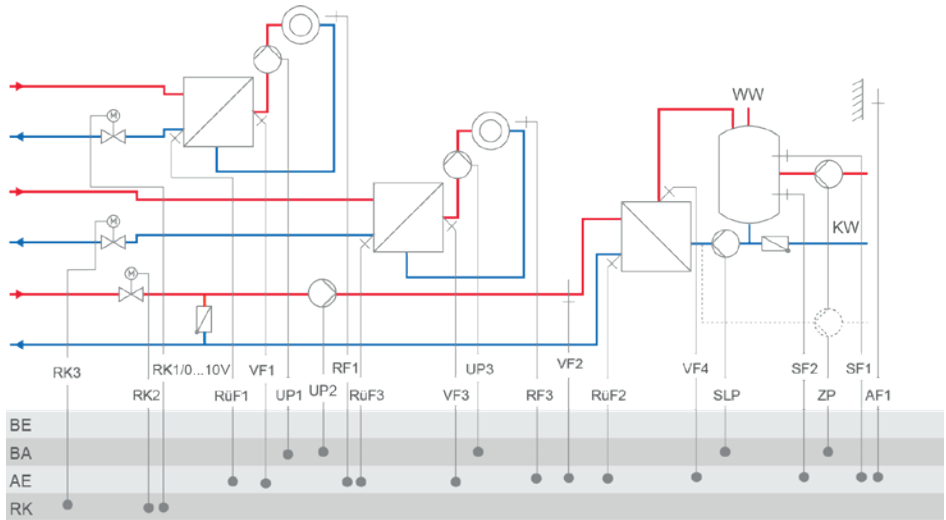 M
WW
M
KW
M
RK3
RK1/0...10V
VF1
RF1
UP3
VF2
VF4
SF2
SF1
RK2
RüF1
UP1
UP2
RüF3
VF3
RF3
RüF2
SLP
ZP
AF1
BE
BA
AE
RK